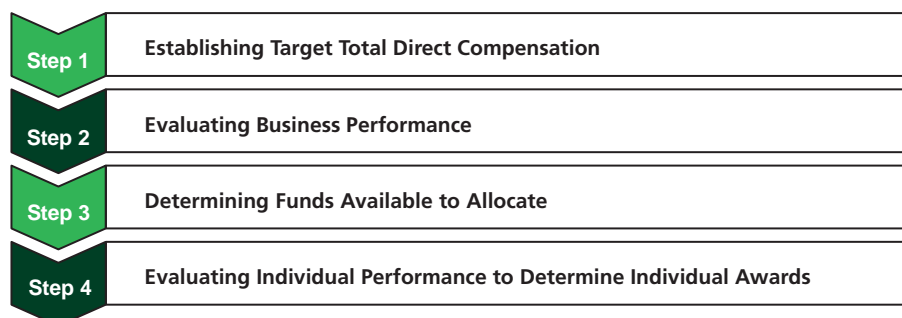 Step 1
Establishing Target Total Direct Compensation
Step 2
Evaluating Business Performance
Step 3
Determining Funds Available to Allocate
Step 4
Evaluating Individual Performance to Determine Individual Awards